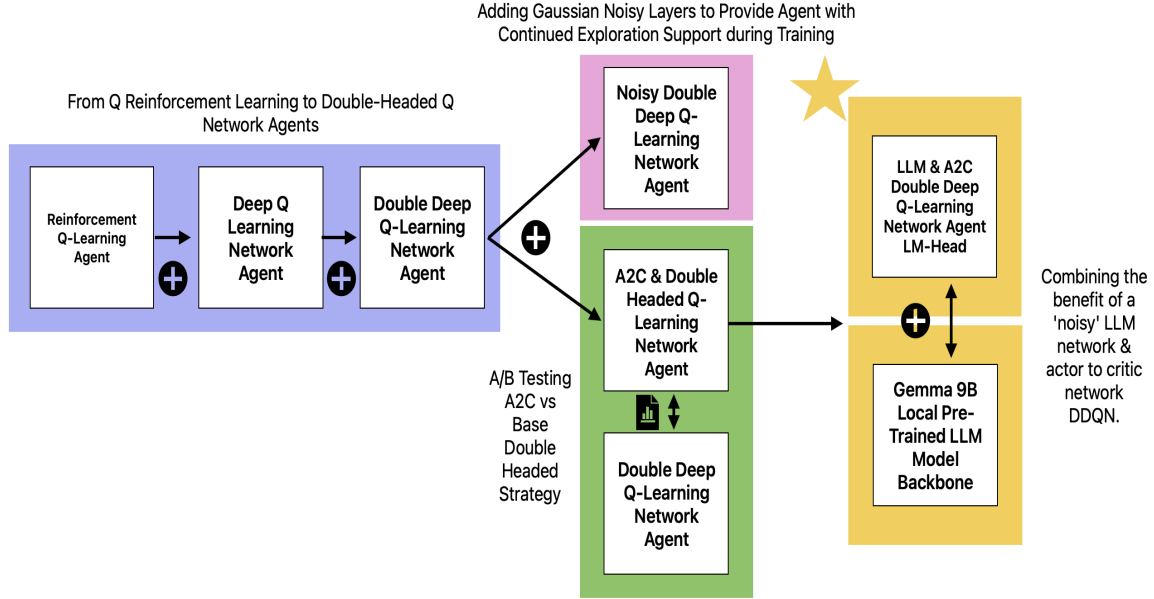 Adding Gaussian Noisy Layers to Provide Agent with
Continued Exploration Support during Training
From Q Reinforcement Learning to Double-Headed Q
Network Agents
Reinforcement
Q-Learning
Agent
Deep Q
Learning
Network
Agent
Double Deep
Q-Learning
Network
Agent
Noisy Double
Deep Q-
Learning
Network
Agent
A2C & Double
Headed Q-
Learning
Network
Agent
A/B Testing
A2C vs
Base
Double
Headed
Strategy
Double Deep
Q-Learning
Network
Agent
LLM & A2C
Double Deep
Q-Learning
Network Agent
LM-Head
Gemma 9B
Local Pre-
Trained LLM
Model
Backbone
Combining the
benefit of a
'noisy' LLM
network &
actor to critic
network
DDQN.